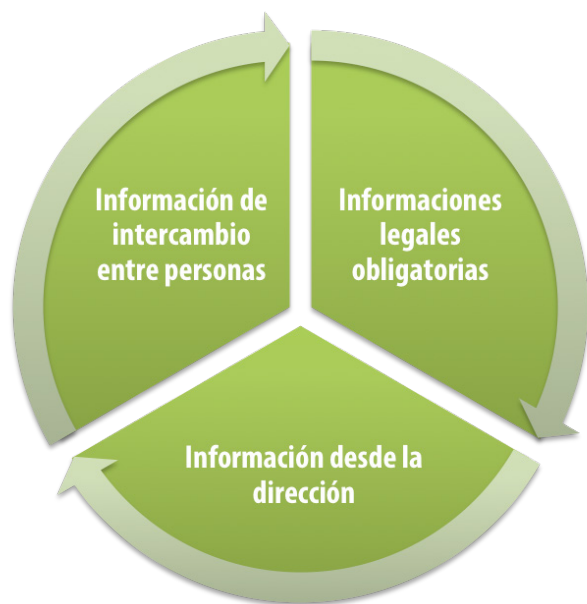 Información de
intercambio
entre personas
Informaciones
legales
obligatorias
Información desde la
dirección